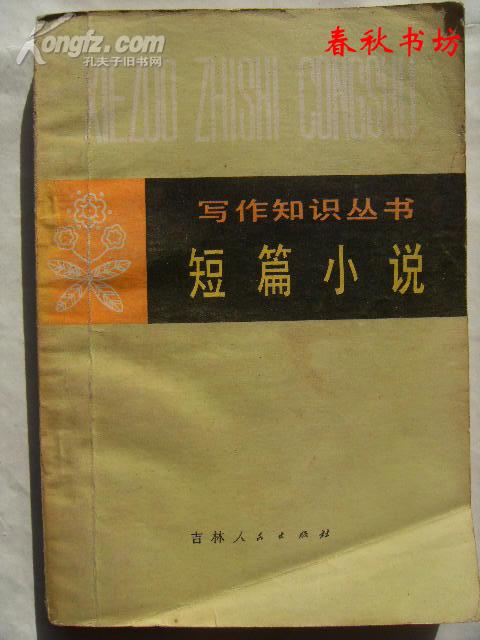 Kongfz.com
孔夫子旧书网
春秋书坊
XIEZUO ZHISHI CONGSHU
写作知识丛书
短篇小说
吉林人民出版社